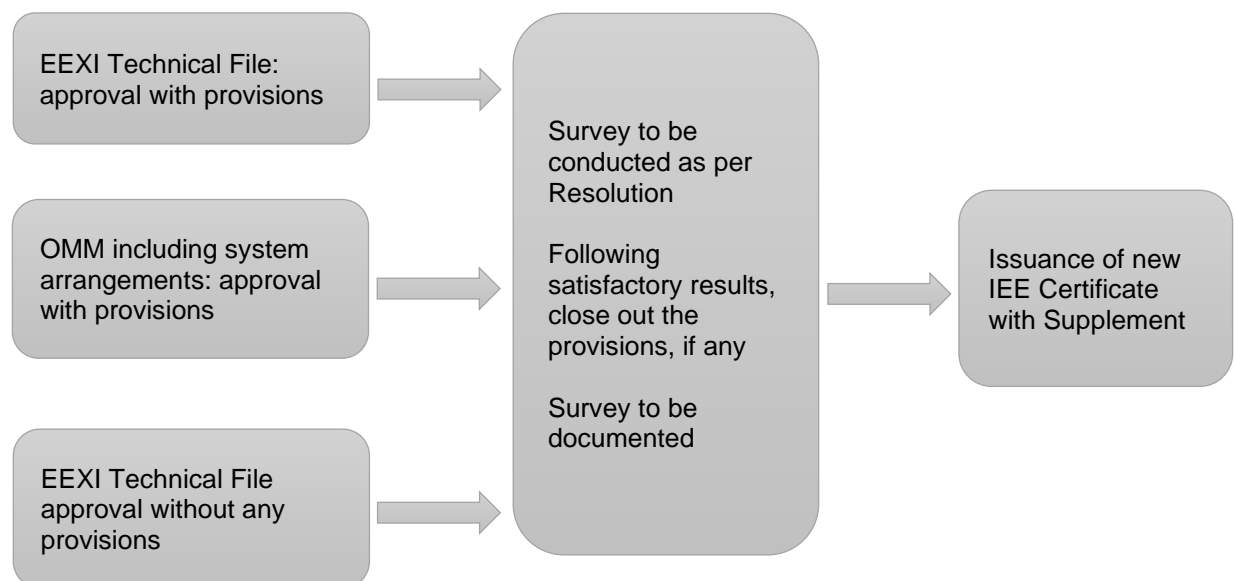 EEXI Technical File:
approval with provisions
OMM including system
arrangements: approval
with provisions
EEXI Technical File
approval without any
provisions
Survey to be
conducted as per
Resolution
Following
satisfactory results,
close out the
provisions, if any
Survey to be
documented
Issuance of new
IEE Certificate
with Supplement